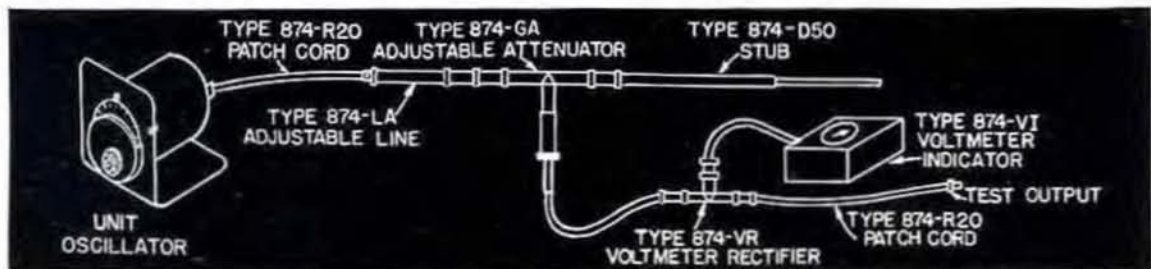 TYPE 874-R20
PATCH CORD
TYPE 874-GA
ADJUSTABLE ATTENUATOR
TYPE 874-D50
STUB
TYPE 874-LA
ADJUSTABLE LINE
TYPE 874-VI
VOLTMETER
INDICATOR
UNIT
OSCILLATOR
TYPE 874-VR
VOLTMETER RECTIFIER
TEST OUTPUT
TYPE 874-R20
PATCH CORD